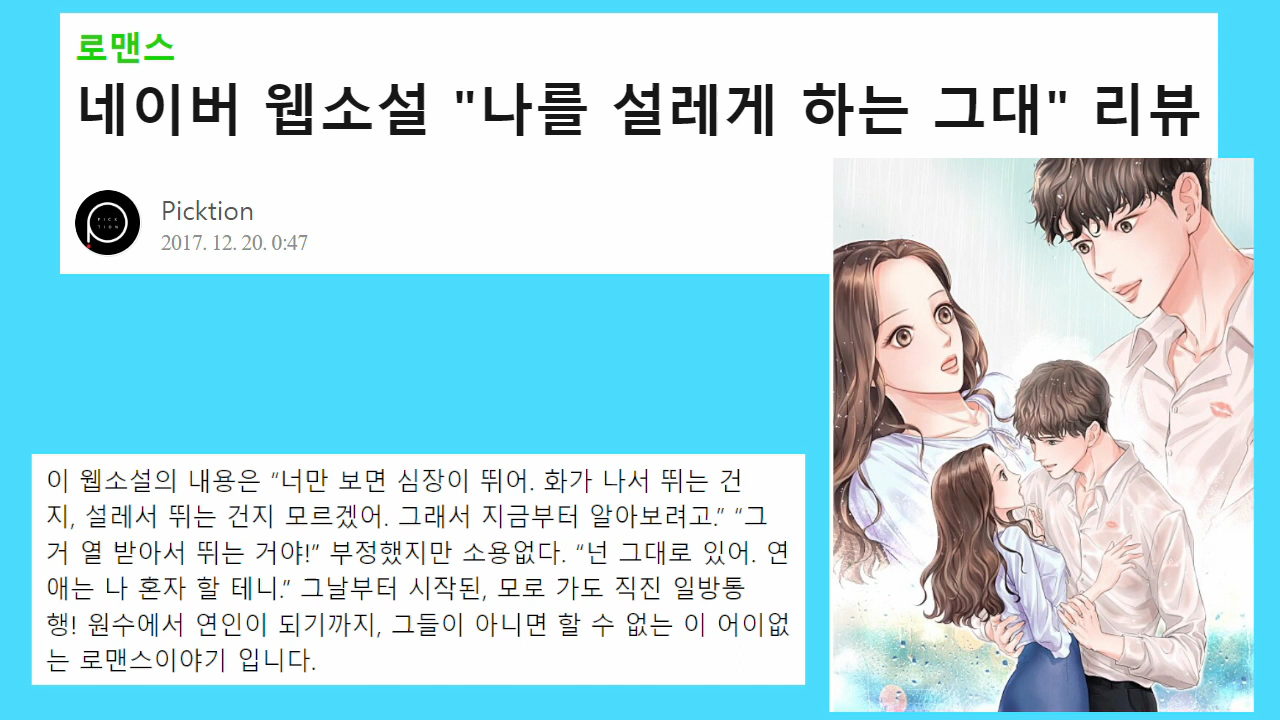 로맨스
네이버 웹소설 "나를 설레게 하는 그대" 리뷰
PICK
TION
Picktion
2017. 12. 20. 0:47
이 웹소설의 내용은 “너만 보면 심장이 뛰어. 화가 나서 뛰는 건
지, 설레서 뛰는 건지 모르겠어. 그래서 지금부터 알아보려고.” “그
거 열 받아서 뛰는 거야!” 부정했지만 소용없다. “넌 그대로 있어. 연
애는 나 혼자 할 테니.” 그날부터 시작된, 모로 가도 직진 일방통
행! 원수에서 연인이 되기까지, 그들이 아니면 할 수 없는 이 어이없
는 로맨스이야기 입니다.